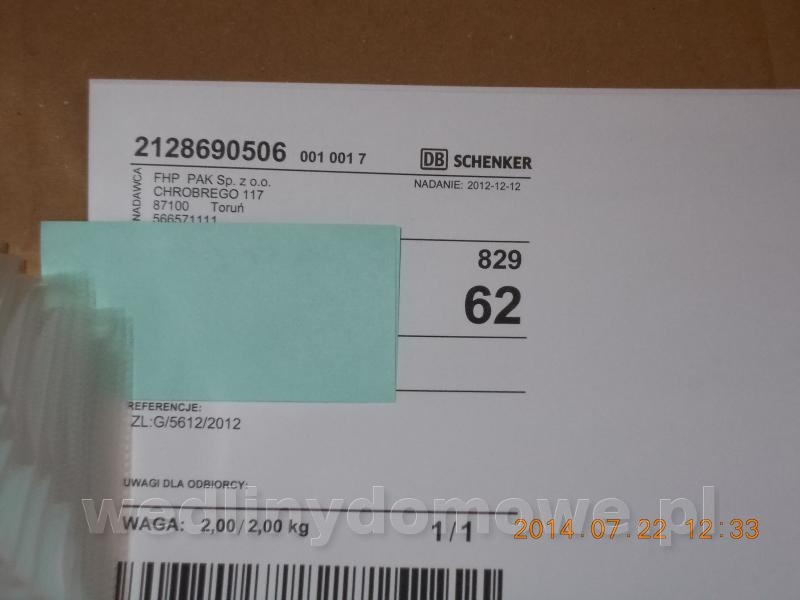 2128690506 001 001 7
DB SCHENKER
NADANIE: 2012-12-12
NADAWCA
FHP PAK Sp. z o.o.
CHROBREGO 117
87100 Toruń
566571111
829
62
REFERENCJE:
ZL:G/5612/2012
UWAGI DLA ODBIORCY:
wedlinydomowe.pl
WAGA: 2,00/2,00 kg
1/1
2014.07.22 12:33